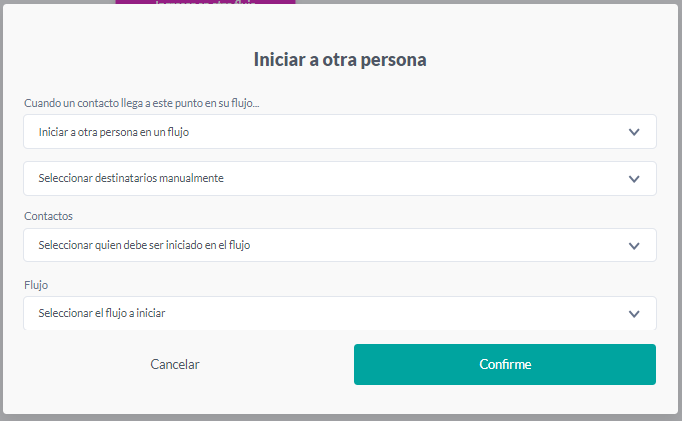 Iniciar a otra persona
Cuando un contacto llega a este punto en su flujo...
Iniciar a otra persona en un flujo
Seleccionar destinatarios manualmente
Contactos
Seleccionar quien debe ser iniciado en el flujo
Flujo
Seleccionar el flujo a iniciar
Cancelar Confirme